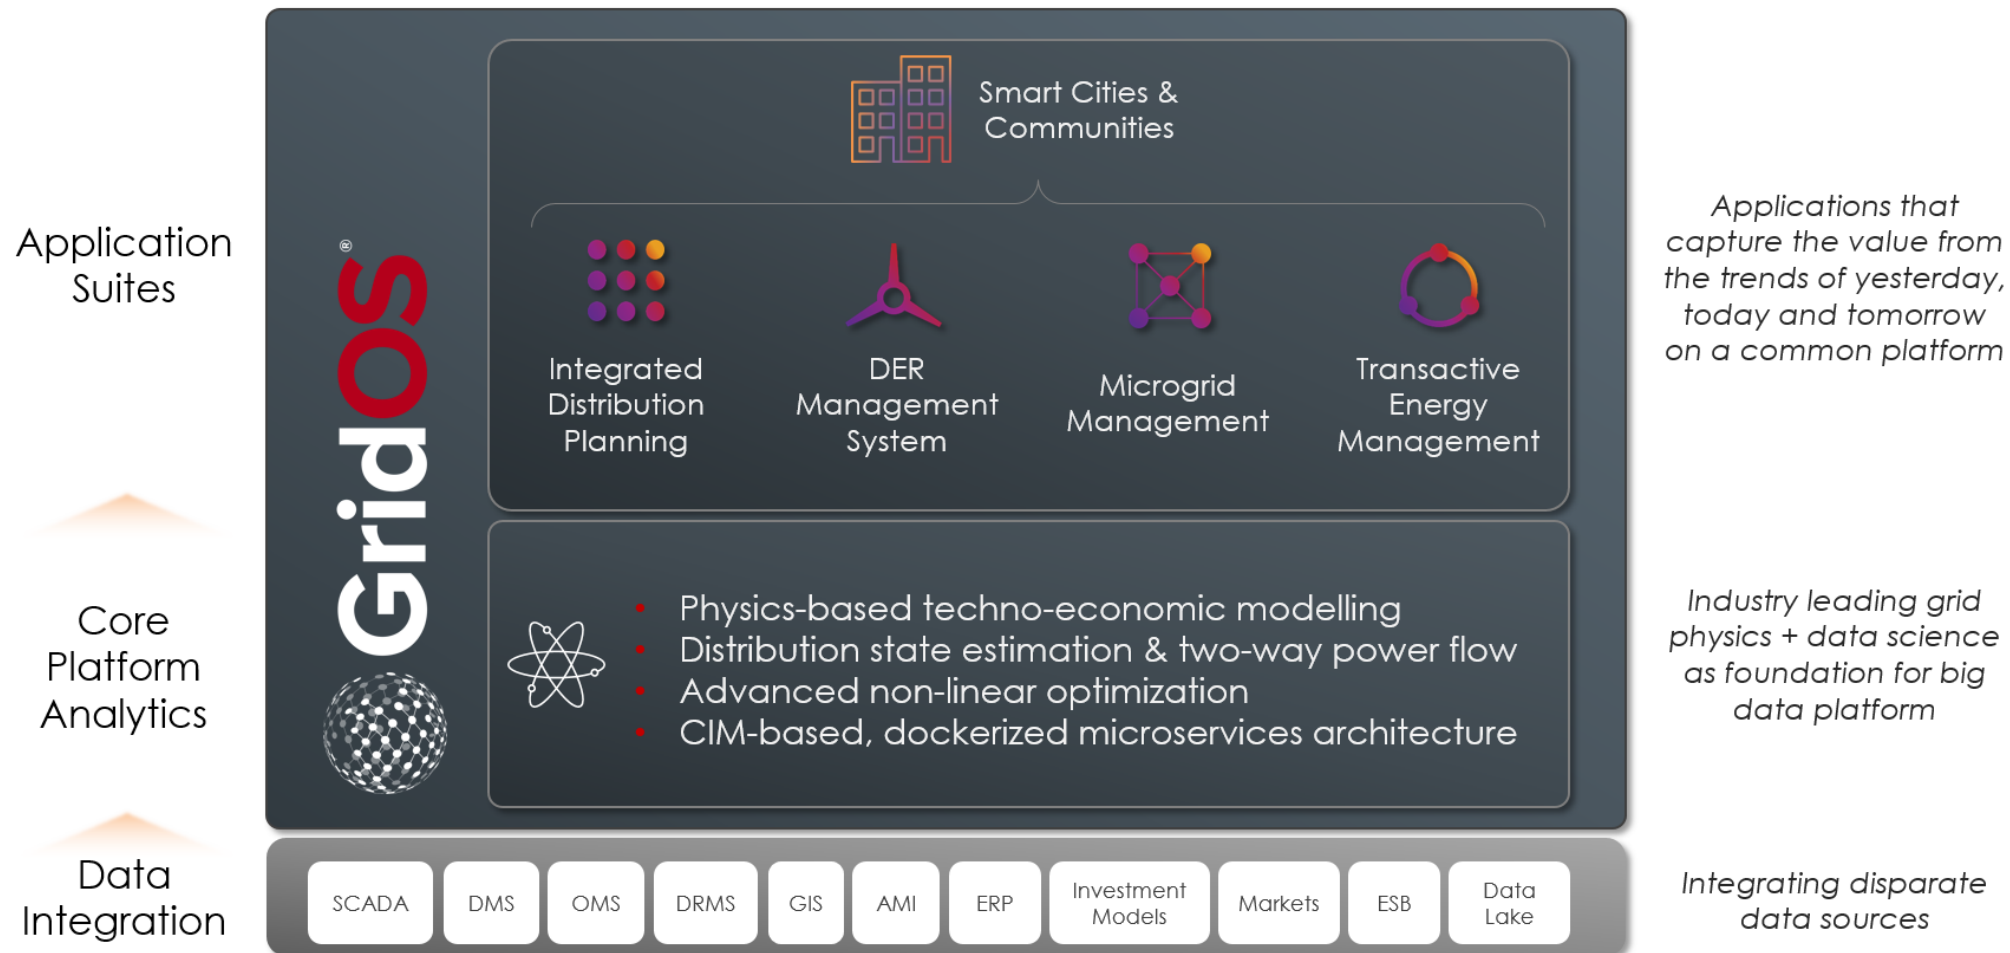 Application
Suites
Core
Platform
Analytics
Data
Integration
GridOS®
Smart Cities &
Communities
Integrated
Distribution
Planning
DER
Management
System
Microgrid
Management
Transactive
Energy
Management
• Physics-based techno-economic modelling
• Distribution state estimation & two-way power flow
• Advanced non-linear optimization
• CIM-based, dockerized microservices architecture
SCADA
DMS
OMS
DRMS
GIS
AMI
ERP
Investment
Models
Markets
ESB
Data
Lake
Applications that
capture the value from
the trends of yesterday,
today and tomorrow
on a common platform
Industry leading grid
physics + data science
as foundation for big
data platform
Integrating disparate
data sources